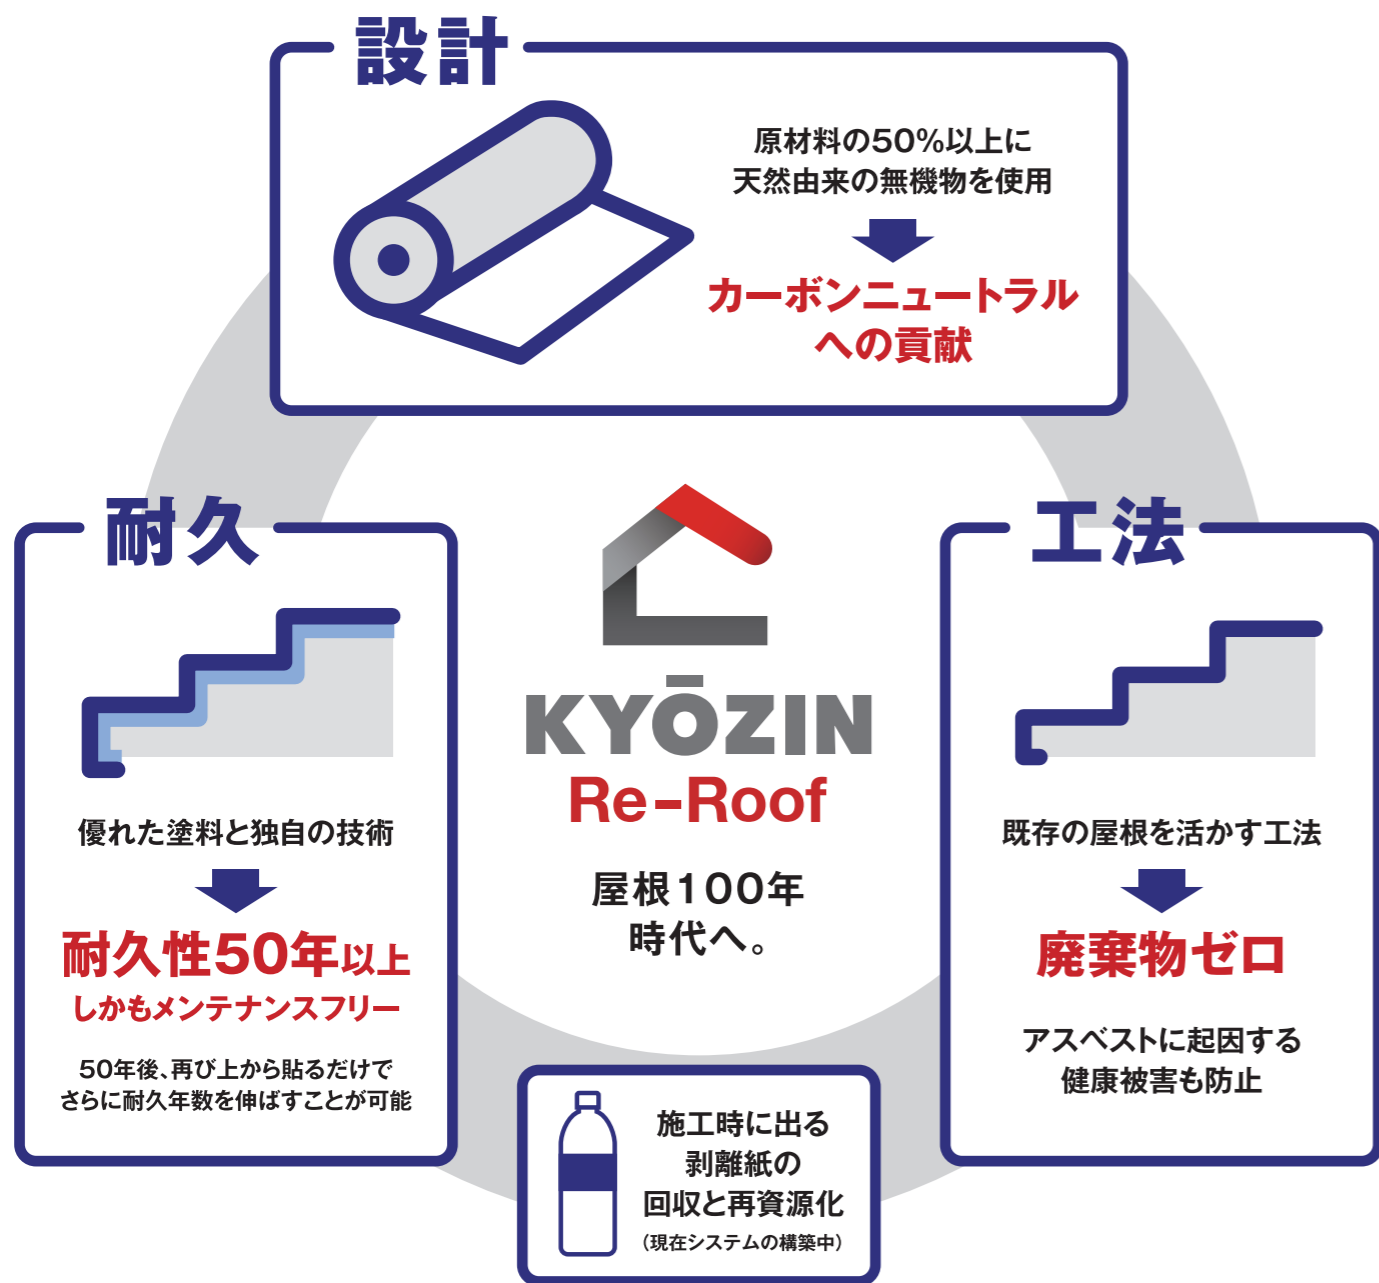 設計
原材料の50%以上に
天然由来の無機物を使用
カーボンニュートラル
への貢献
耐久
優れた塗料と独自の技術
耐久性50年以上
しかもメンテナンスフリー
50年後、再び上から貼るだけで
さらに耐久年数を伸ばすことが可能
KYŌZIN
Re-Roof
屋根100年
時代へ。
工法
既存の屋根を活かす工法
廃棄物ゼロ
アスベストに起因する
健康被害も防止
施工時に出る
剥離紙の
回収と再資源化
(現在システムの構築中)